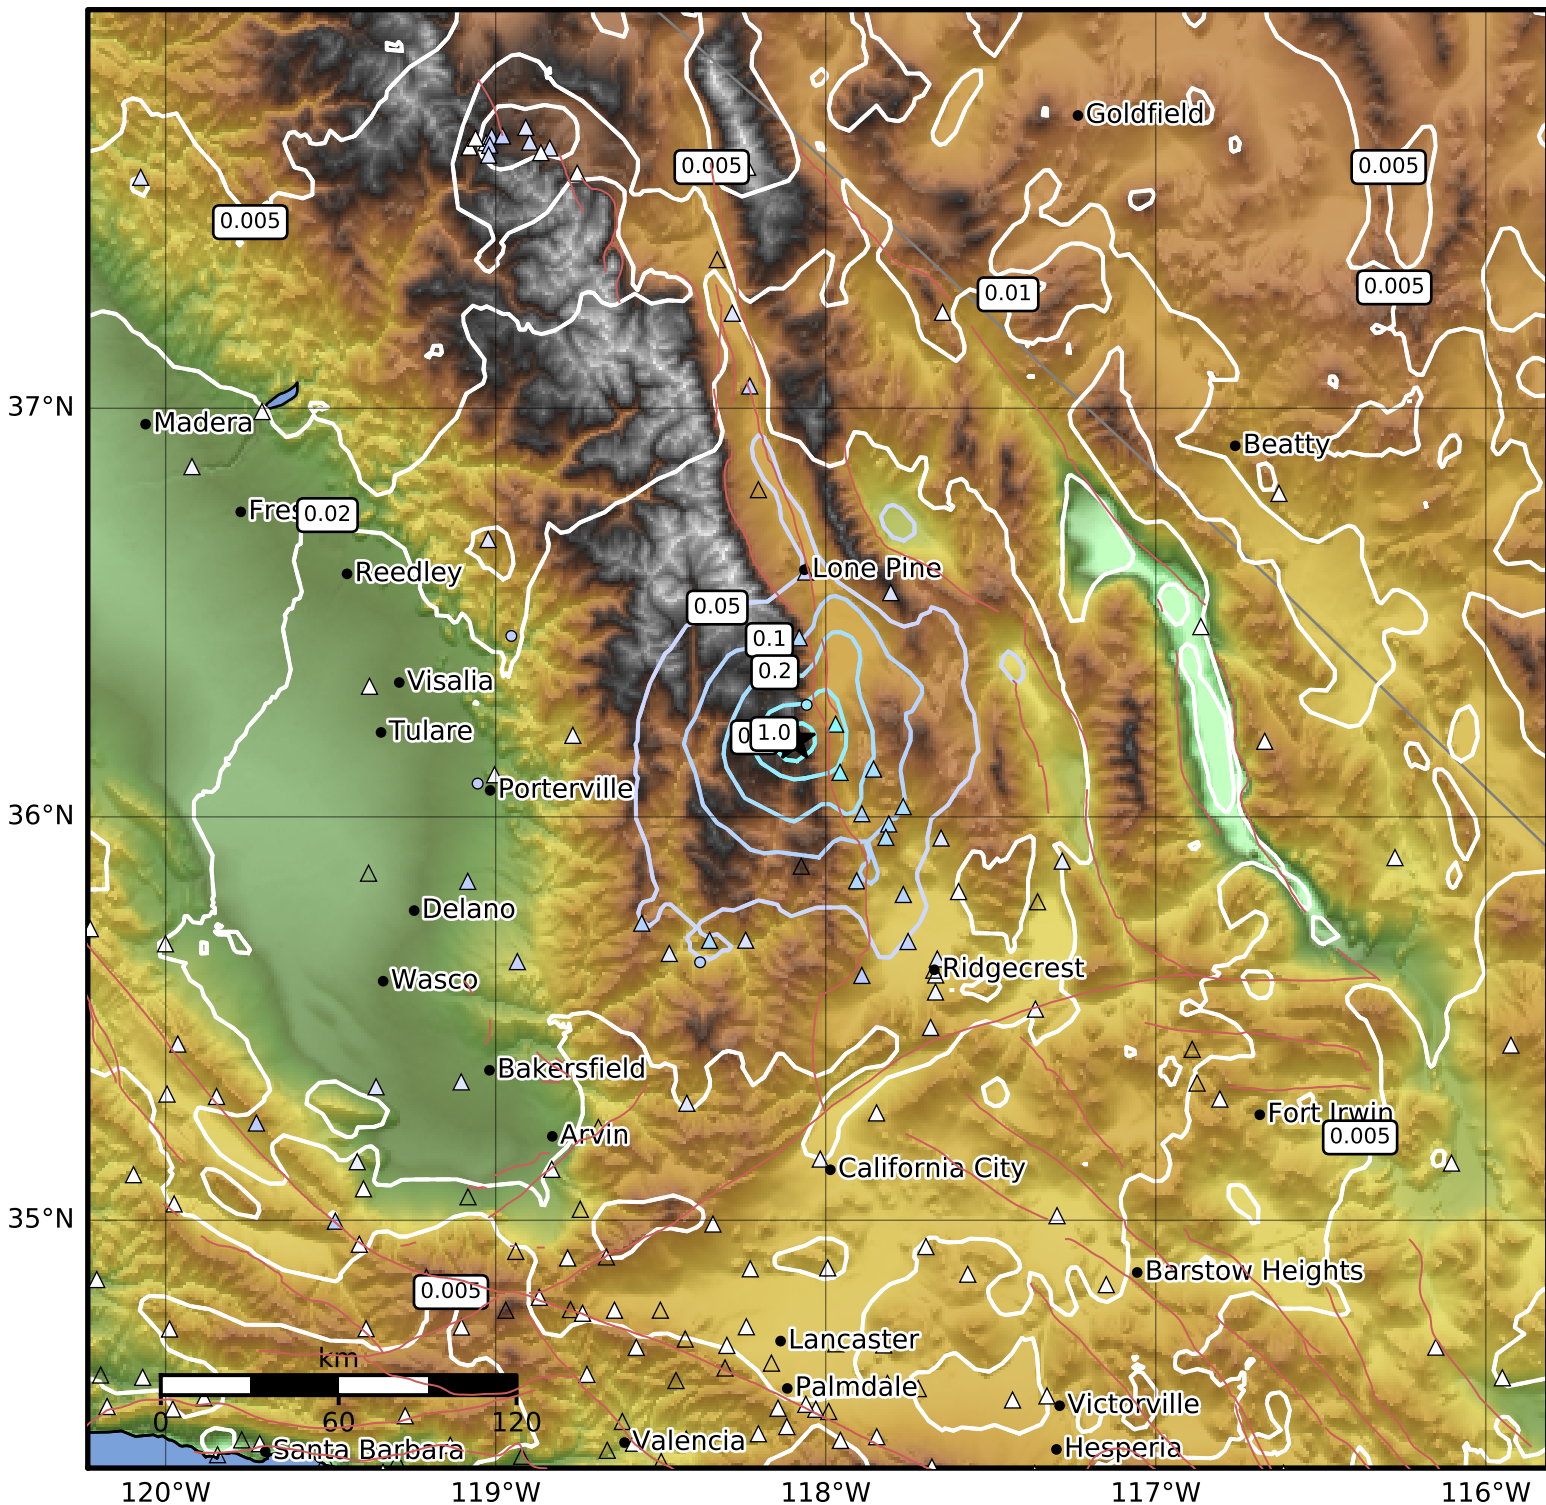 Goldfield
0.005
0.005
0.005
0.005
0.01
37°N
Madera
Beatty
Fres
0.02
Reedley
Lone Pine
0.05
0.1
0.2
Visalia
Tulare
0
1.0
Porterville
36°N
Delano
Wasco
Ridgecrest
Bakersfield
Fort Irwin
Arvin
0.005
California City
35°N
Barstow Heights
0.005
Lancaster
km
Palmdale
0 60 120
Victorville
Santa Barbara
Valencia
Hesperia
120°W 119°W 118°W 117°W 116°W